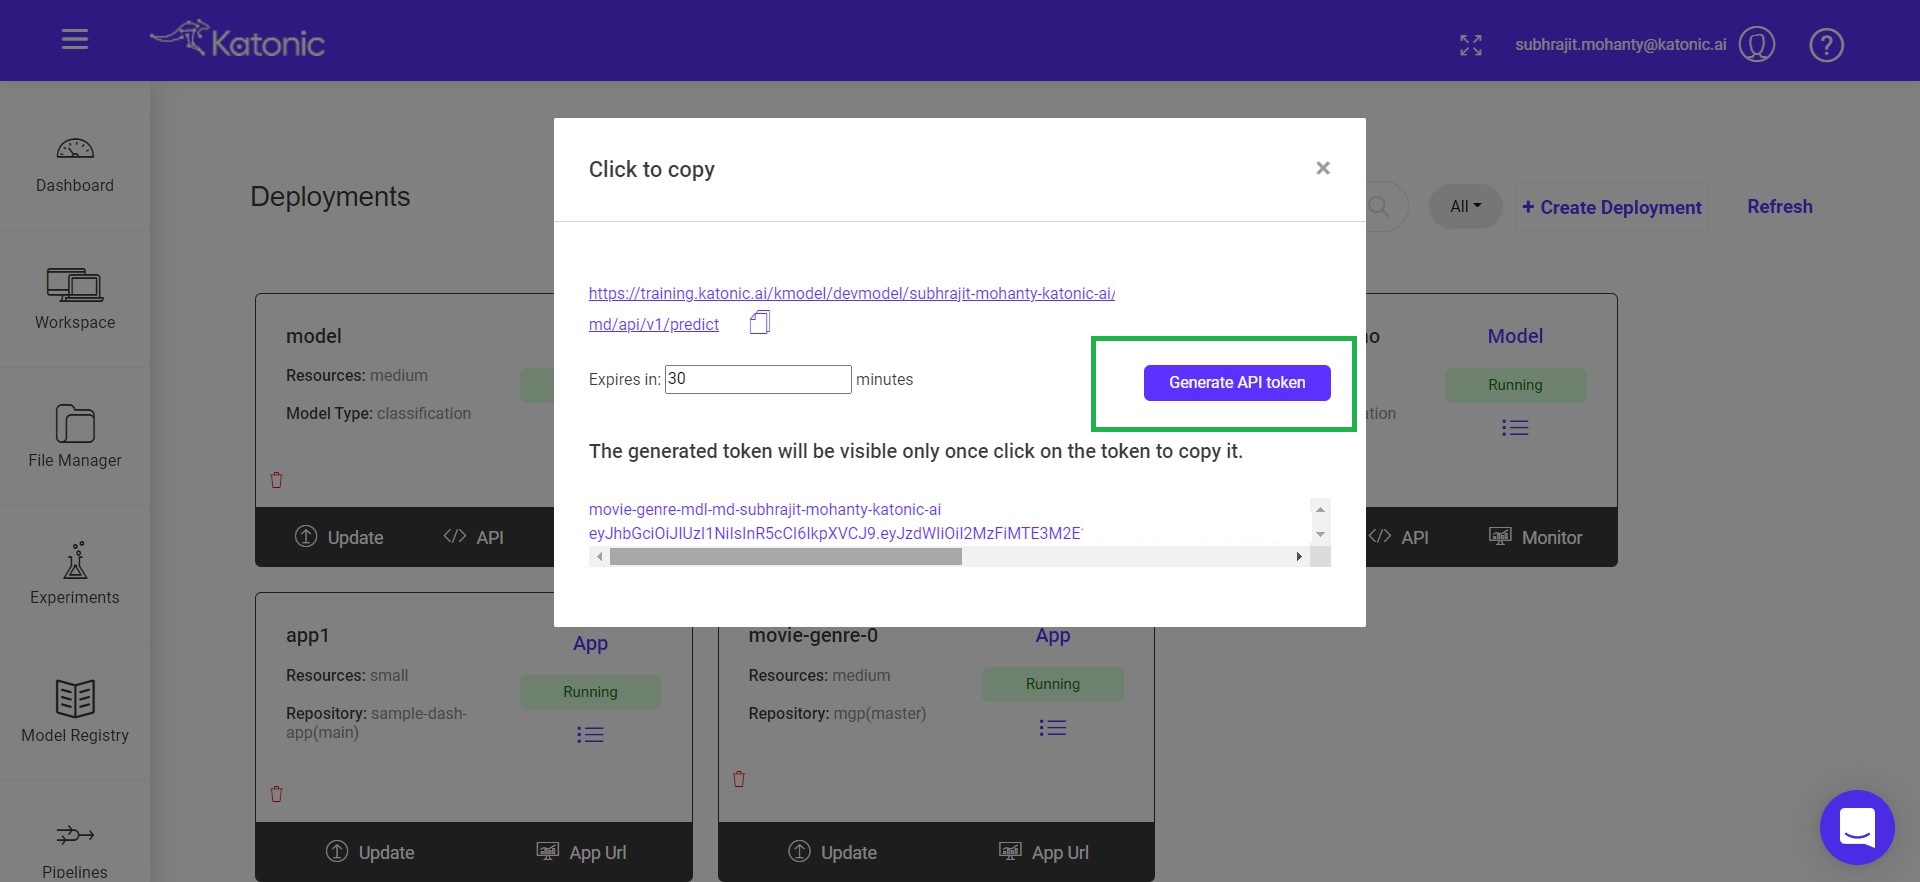 Katonic
subhrajit.mohanty@katonic.ai
?
Dashboard
Workspace
File Manager
Experiments
Model Registry
Pipelines
Deployments
All
+ Create Deployment
Refresh
Click to copy
×
https://training.katonic.ai/kmodel/devmodel/subhrajit-mohanty-katonic-ai/
md/api/v1/predict
Expires in: 30 minutes
Generate API token
The generated token will be visible only once click on the token to copy it.
movie-genre-mdl-md-subhrajit-mohanty-katonic-ai
model
Resources: medium
Model Type: classification
Update
</> API
Model
Running
</> API
Monitor
app1
App
Resources: small
Running
Repository: sample-dash-
app(main)
Update
App Url
movie-genre-0
App
Resources: medium
Running
Repository: mgp(master)
Update
App Url